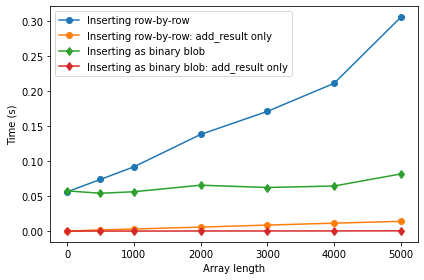 Inserting row-by-row
Inserting row-by-row: add_result only
Inserting as binary blob
Inserting as binary blob: add_result only
0.30
0.25
0.20
0.15
0.10
0.05
0.00
Time (s)
0 1000 2000 3000 4000 5000
Array length